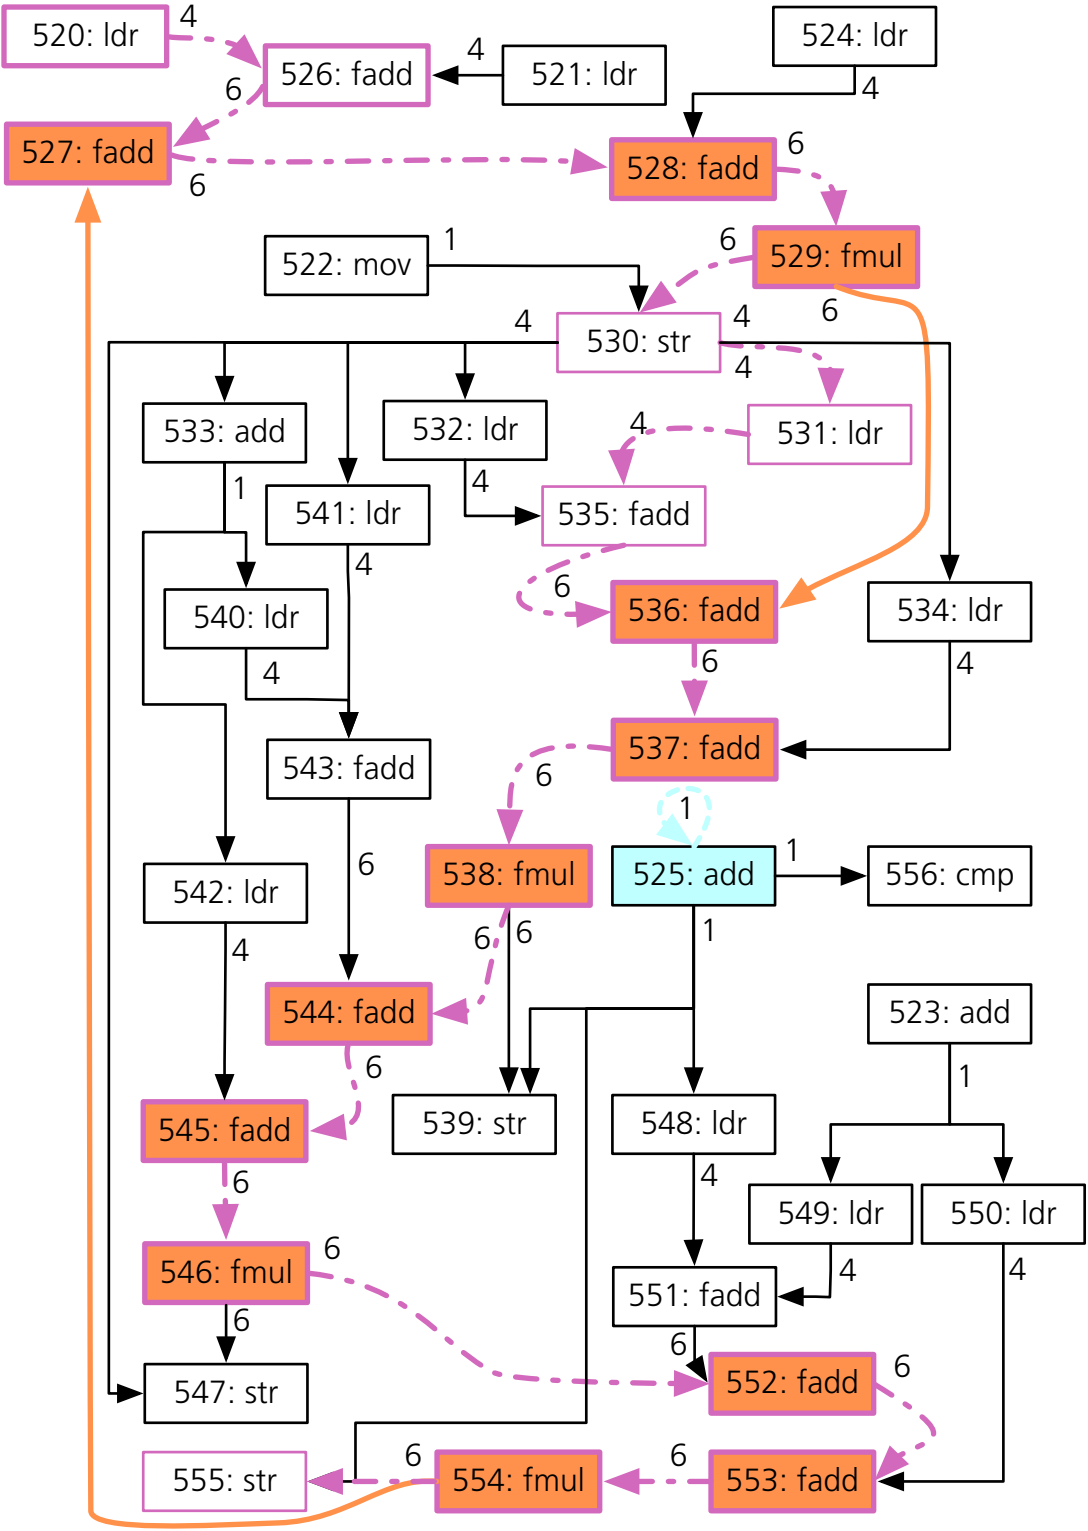 4
520: ldr
524: ldr
4
526: fadd
521: ldr
6
4
527: fadd
6
528: fadd
6
6
1
522: mov
529: fmul
6
4
530: str
4
4
533: add
532: ldr
4
531: ldr
1
541: ldr
4
535: fadd
4
6
540: ldr
536: fadd
534: ldr
4
6
4
543: fadd
537: fadd
6
1
6
538: fmul
525: add
1
556: cmp
542: ldr
4
6
6
1
544: fadd
523: add
6
1
545: fadd
539: str
548: ldr
6
4
549: ldr
550: ldr
6
546: fmul
4
4
551: fadd
6
6
547: str
552: fadd
6
6
6
555: str
554: fmul
553: fadd